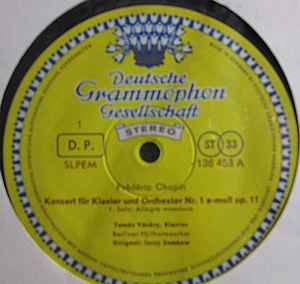 Deutsche
Grammophon
Gesellschaft
STEREO
1
D. P.
SLPEM
ST 33
136 453 A
Frédéric Chopin
Konzert für Klavier und Orchester Nr. 1 e-moll op. 11
1. Satz: Allegro maestoso
Tamás Vásáry, Klavier
Berliner Philharmoniker
Dirigent: Jerzy Semkow